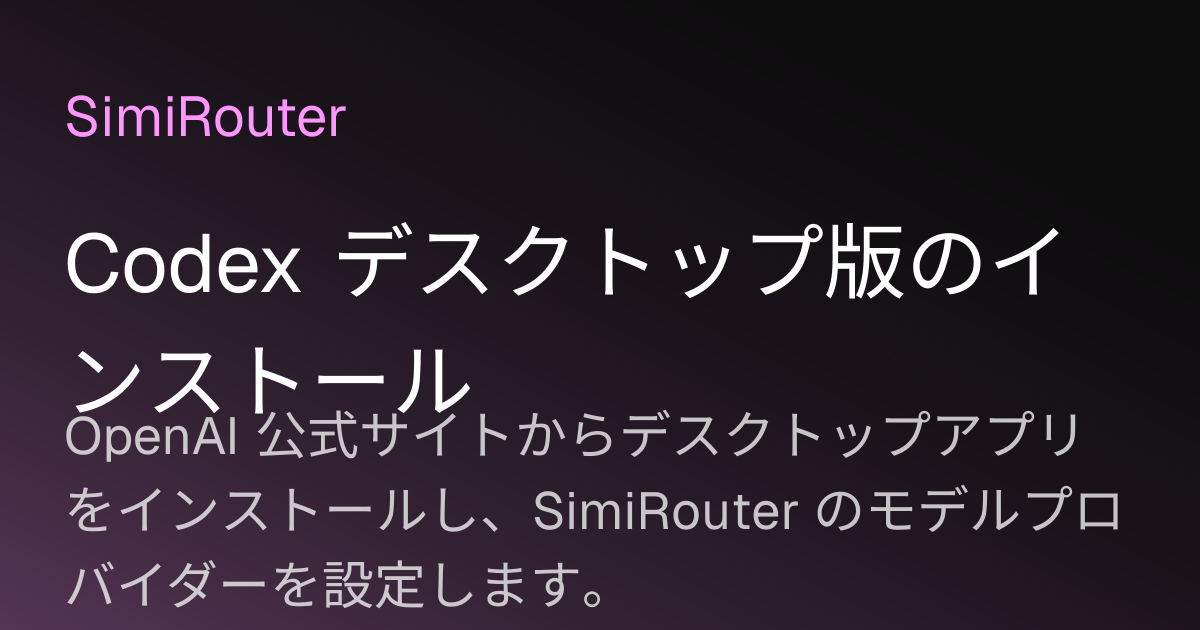 SimiRouter
Codex デスクトップ版のイ
ンストール
OpenAI 公式サイトからデスクトップアプリ
をインストールし、SimiRouter のモデルプロ
バイダーを設定します。